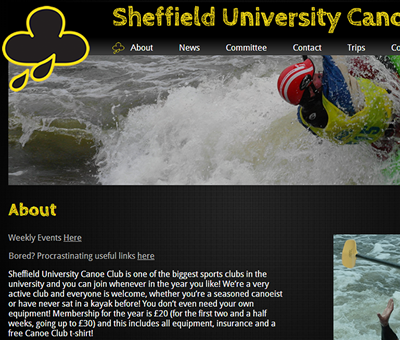 Sheffield University Cano
About News Committee Contact Trips Co
About
Weekly Events Here
Bored? Procrastinating useful links here
Sheffield University Canoe Club is one of the biggest sports clubs in the
university and you can join whenever in the year you like! We're a very
active club and everyone is welcome, whether you're a seasoned canoeist
or have never sat in a kayak before! You don't even need your own
equipment! Membership for the year is £20 (for the first two and a half
weeks, going up to £30) and this includes all equipment, insurance and a
free Canoe Club t-shirt!